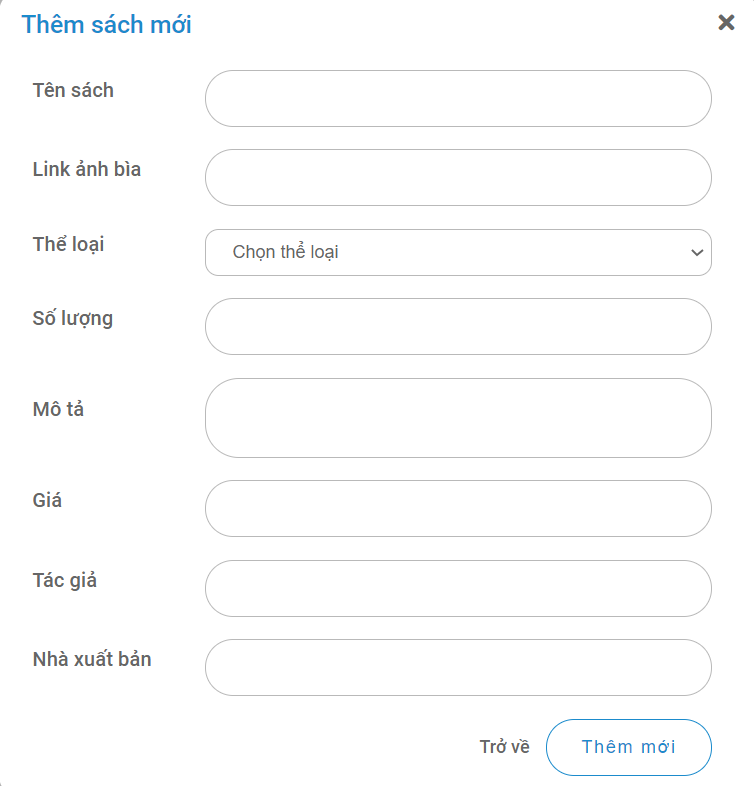 Thêm sách mới
Tên sách
Link ảnh bìa
Thể loại
Chọn thể loại
Số lượng
Mô tả
Giá
Tác giả
Nhà xuất bản
Trở về
Thêm mới